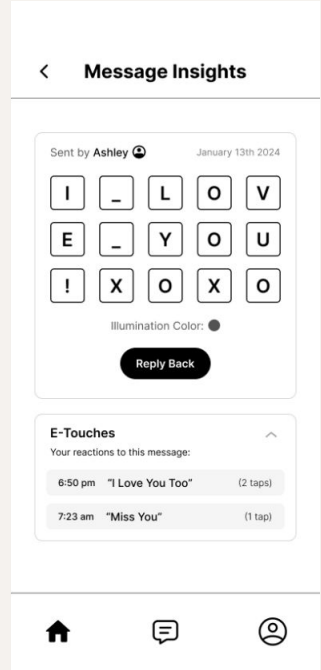 Message Insights
Sent by Ashley January 13th 2024
I _ L O V
E _ Y O U
! X O X O
Illumination Color:
Reply Back
E-Touches
Your reactions to this message:
6:50 pm "I Love You Too" (2 taps)
7:23 am "Miss You" (1 tap)